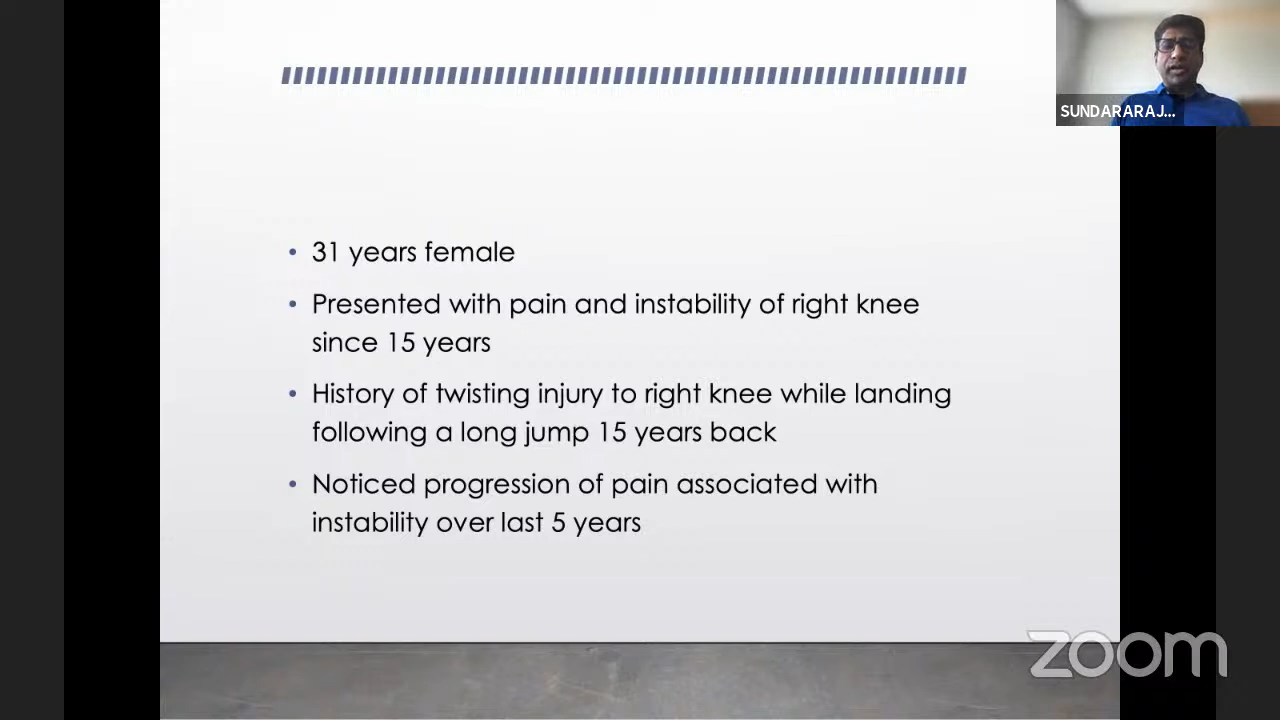 SUNDARARAJ...
• 31 years female
• Presented with pain and instability of right knee
since 15 years
• History of twisting injury to right knee while landing
following a long jump 15 years back
• Noticed progression of pain associated with
instability over last 5 years
zoom